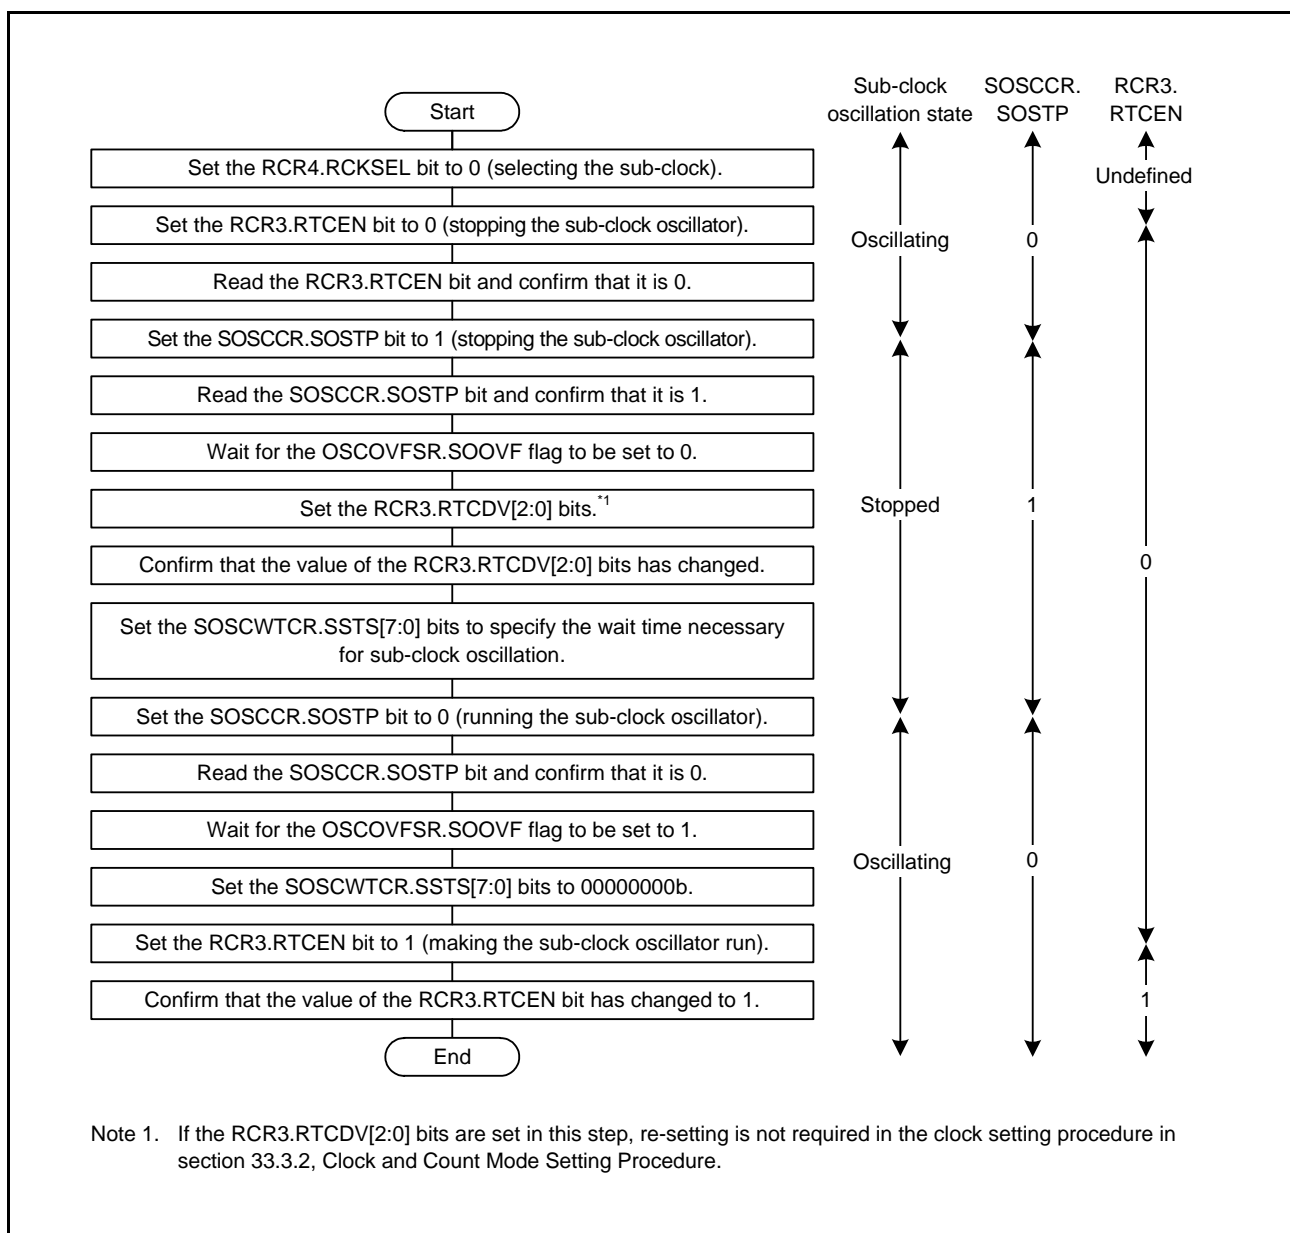 Sub-clock
oscillation state
SOSCCR.
SOSTP
RCR3.
RTCEN
Start
Set the RCR4.RCKSEL bit to 0 (selecting the sub-clock).
Set the RCR3.RTCEN bit to 0 (stopping the sub-clock oscillator).
Read the RCR3.RTCEN bit and confirm that it is 0.
Set the SOSCCR.SOSTP bit to 1 (stopping the sub-clock oscillator).
Read the SOSCCR.SOSTP bit and confirm that it is 1.
Wait for the OSCOVFSR.SOOVF flag to be set to 0.
Set the RCR3.RTCDV[2:0] bits.*1
Confirm that the value of the RCR3.RTCDV[2:0] bits has changed.
Set the SOSCWTCR.SSTS[7:0] bits to specify the wait time necessary
for sub-clock oscillation.
Set the SOSCCR.SOSTP bit to 0 (running the sub-clock oscillator).
Read the SOSCCR.SOSTP bit and confirm that it is 0.
Wait for the OSCOVFSR.SOOVF flag to be set to 1.
Set the SOSCWTCR.SSTS[7:0] bits to 00000000b.
Set the RCR3.RTCEN bit to 1 (making the sub-clock oscillator run).
Confirm that the value of the RCR3.RTCEN bit has changed to 1.
End
Oscillating
Stopped
Oscillating
0
1
0
Undefined
0
1
Note 1. If the RCR3.RTCDV[2:0] bits are set in this step, re-setting is not required in the clock setting procedure in
section 33.3.2, Clock and Count Mode Setting Procedure.